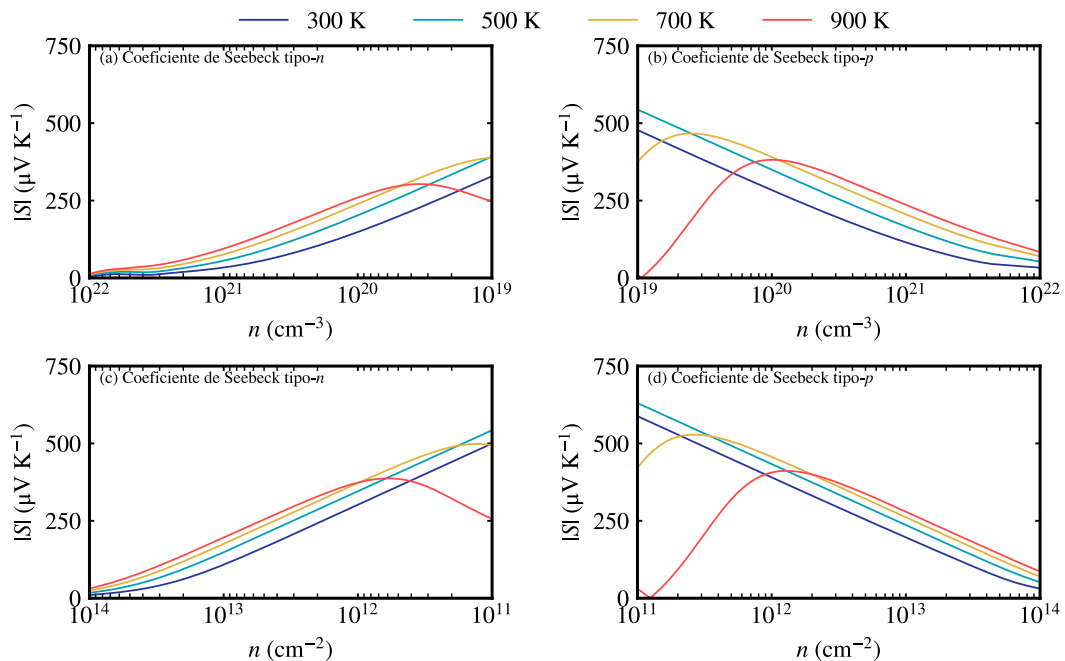 300 K 500 K 700 K 900 K
(a) Coeficiente de Seebeck tipo-n
750
500
250
0
|S| (μV K⁻¹)
10²² 10²¹ 10²⁰ 10¹⁹
n (cm⁻³)
(b) Coeficiente de Seebeck tipo-p
750
500
250
0
|S| (μV K⁻¹)
10¹⁹ 10²⁰ 10²¹ 10²²
n (cm⁻³)
(c) Coeficiente de Seebeck tipo-n
750
500
250
0
|S| (μV K⁻¹)
10¹⁴ 10¹³ 10¹² 10¹¹
n (cm⁻²)
(d) Coeficiente de Seebeck tipo-p
750
500
250
0
|S| (μV K⁻¹)
10¹¹ 10¹² 10¹³ 10¹⁴
n (cm⁻²)